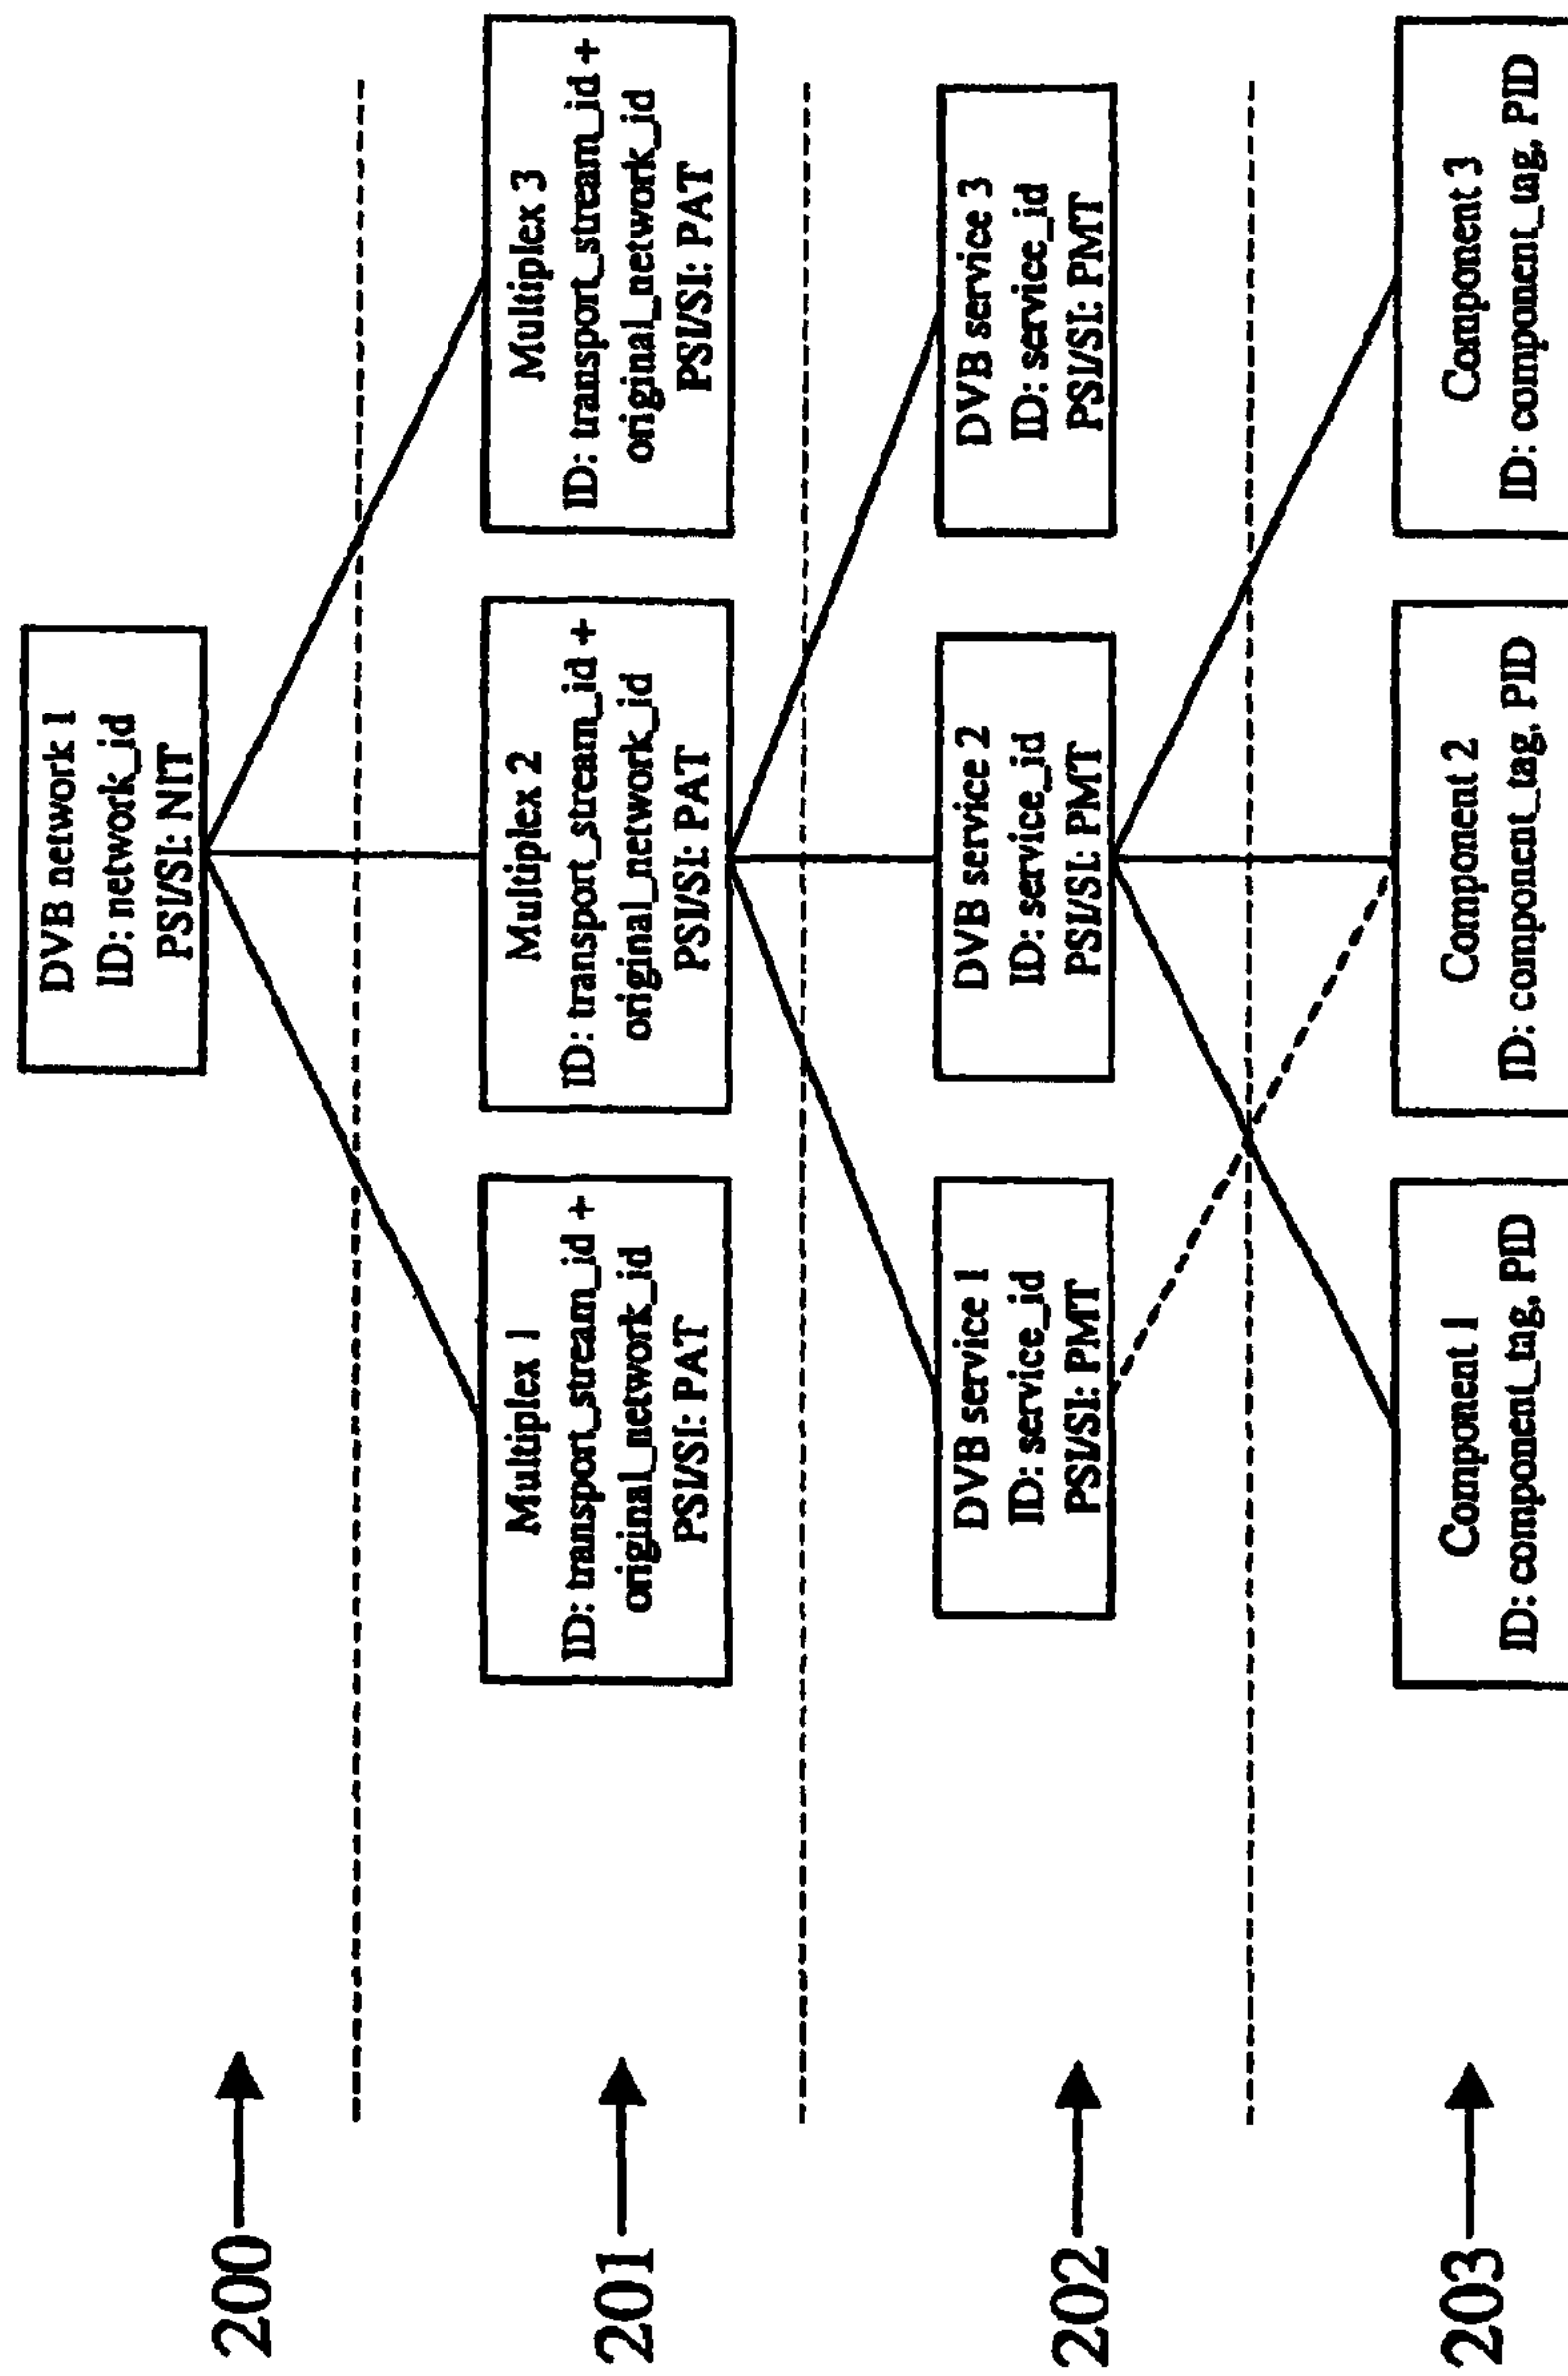 200
DVB network 1
ID: network_id
PSI/SI: NIT
201
Multiplex 1
ID: transport_stream_id +
original_network_id
PSI/SI: PAT
Multiplex 2
ID: transport_stream_id +
original_network_id
PSI/SI: PAT
Multiplex 3
ID: transport_stream_id +
original_network_id
PSI/SI: PAT
202
DVB service 1
ID: service_id
PSI/SI: PMT
DVB service 2
ID: service_id
PSI/SI: PMT
DVB service 3
ID: service_id
PSI/SI: PMT
203
Component 1
ID: component_tag, PID
Component 2
ID: component_tag, PID
Component 3
ID: component_tag, PID